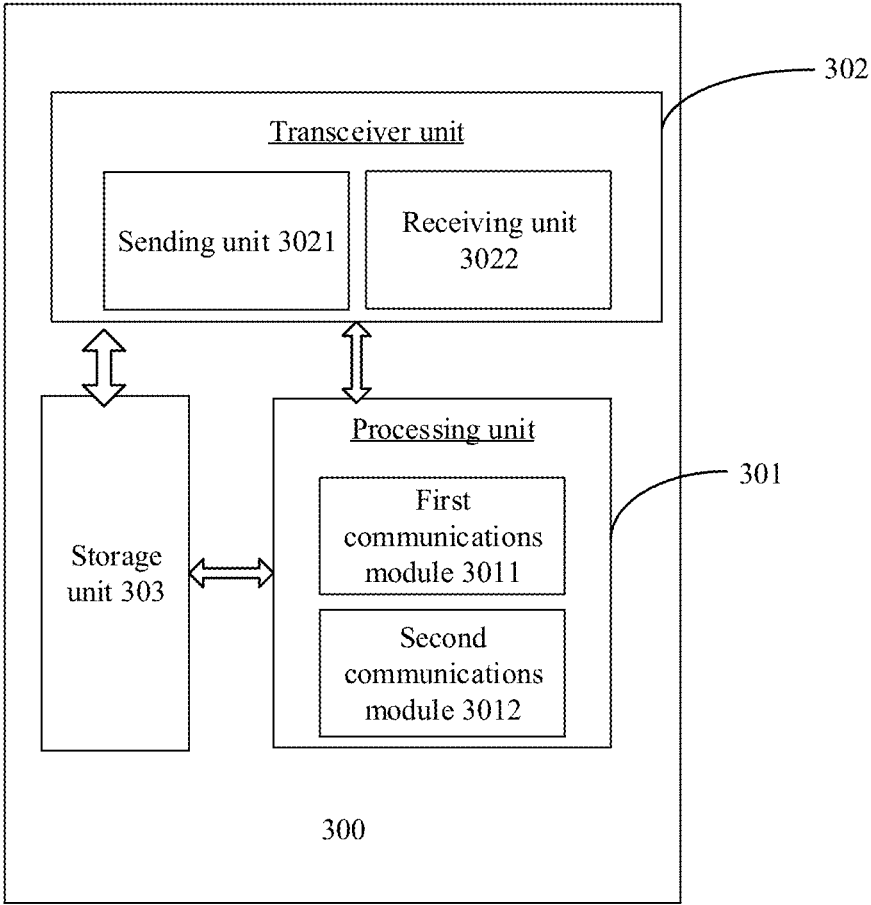 302
Transceiver unit
Sending unit 3021
Receiving unit
3022
Processing unit
301
First
communications
module 3011
Storage
unit 303
Second
communications
module 3012
300